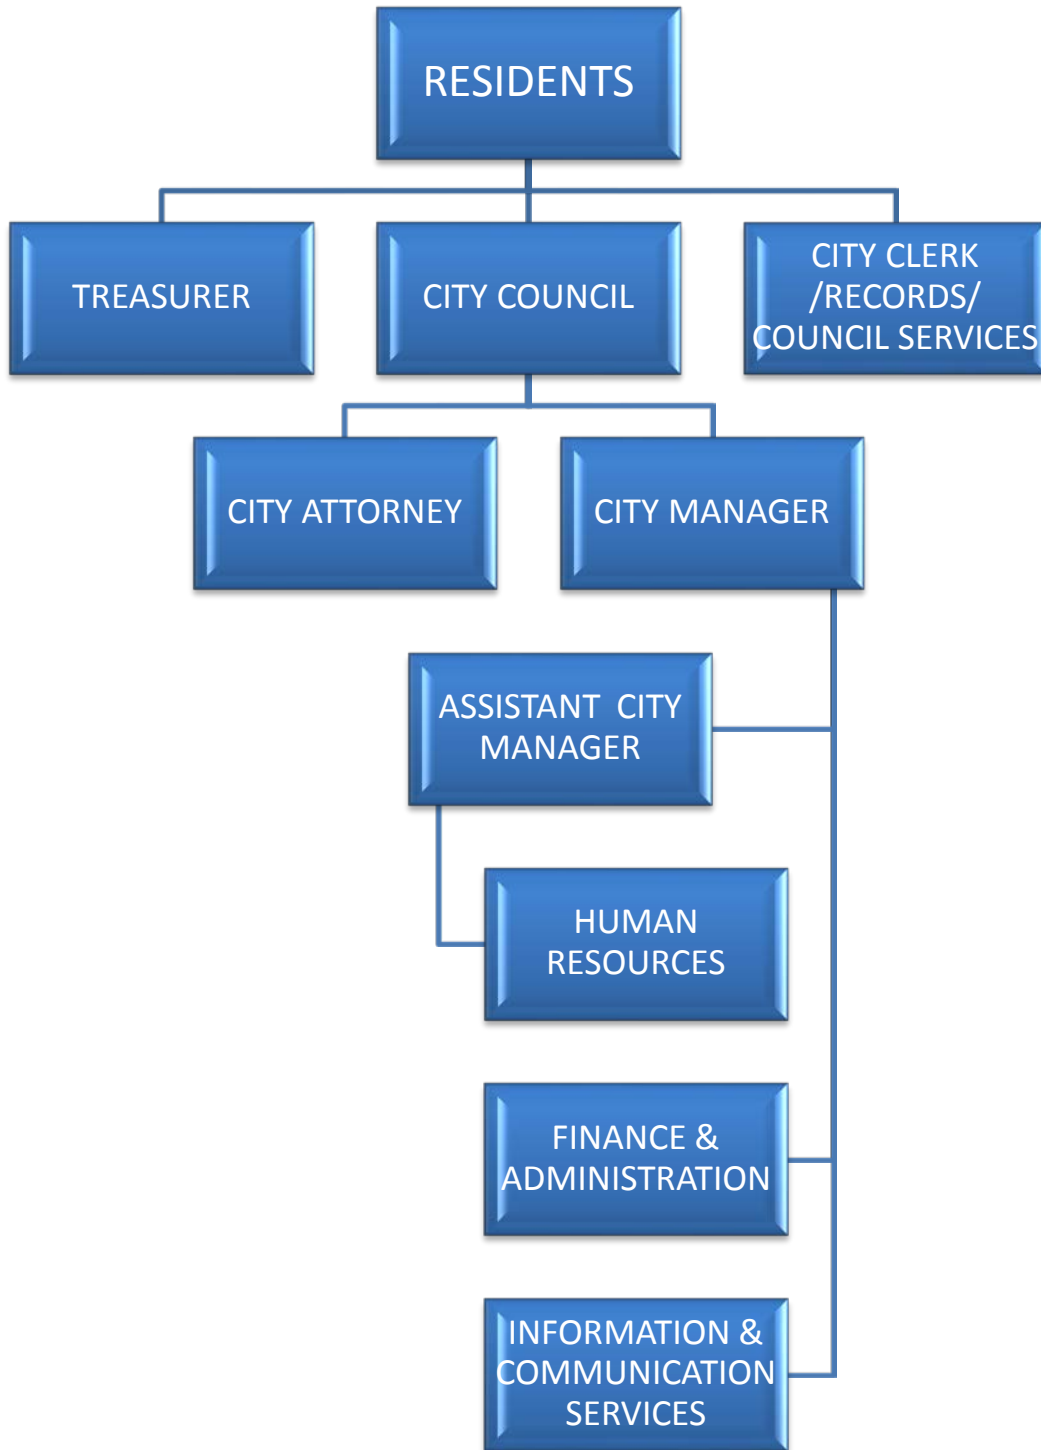 RESIDENTS
TREASURER
CITY COUNCIL
CITY CLERK
/RECORDS/
COUNCIL SERVICES
CITY ATTORNEY
CITY MANAGER
ASSISTANT  CITY
MANAGER
HUMAN
RESOURCES
FINANCE &
ADMINISTRATION
INFORMATION &
COMMUNICATION
SERVICES